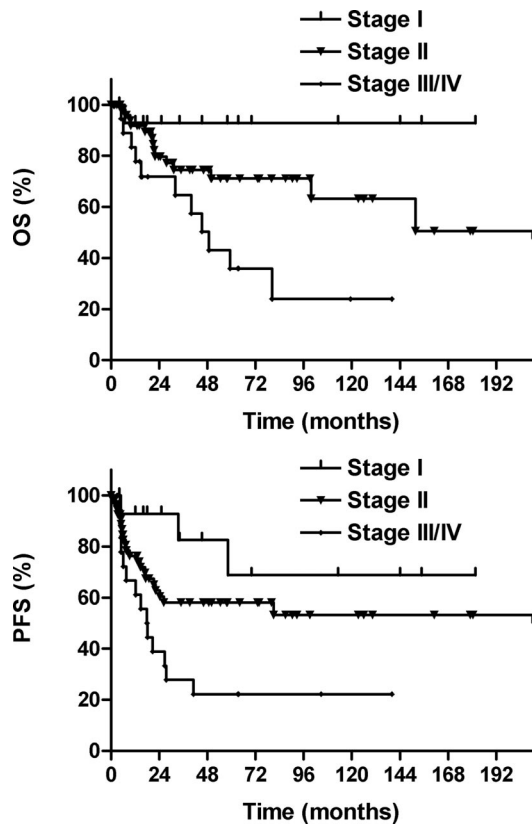 Stage I
Stage II
Stage III/IV
OS (%)
100
80
60
40
20
0
0 24 48 72 96 120 144 168 192
Time (months)
Stage I
Stage II
Stage III/IV
PFS (%)
100
80
60
40
20
0
0 24 48 72 96 120 144 168 192
Time (months)